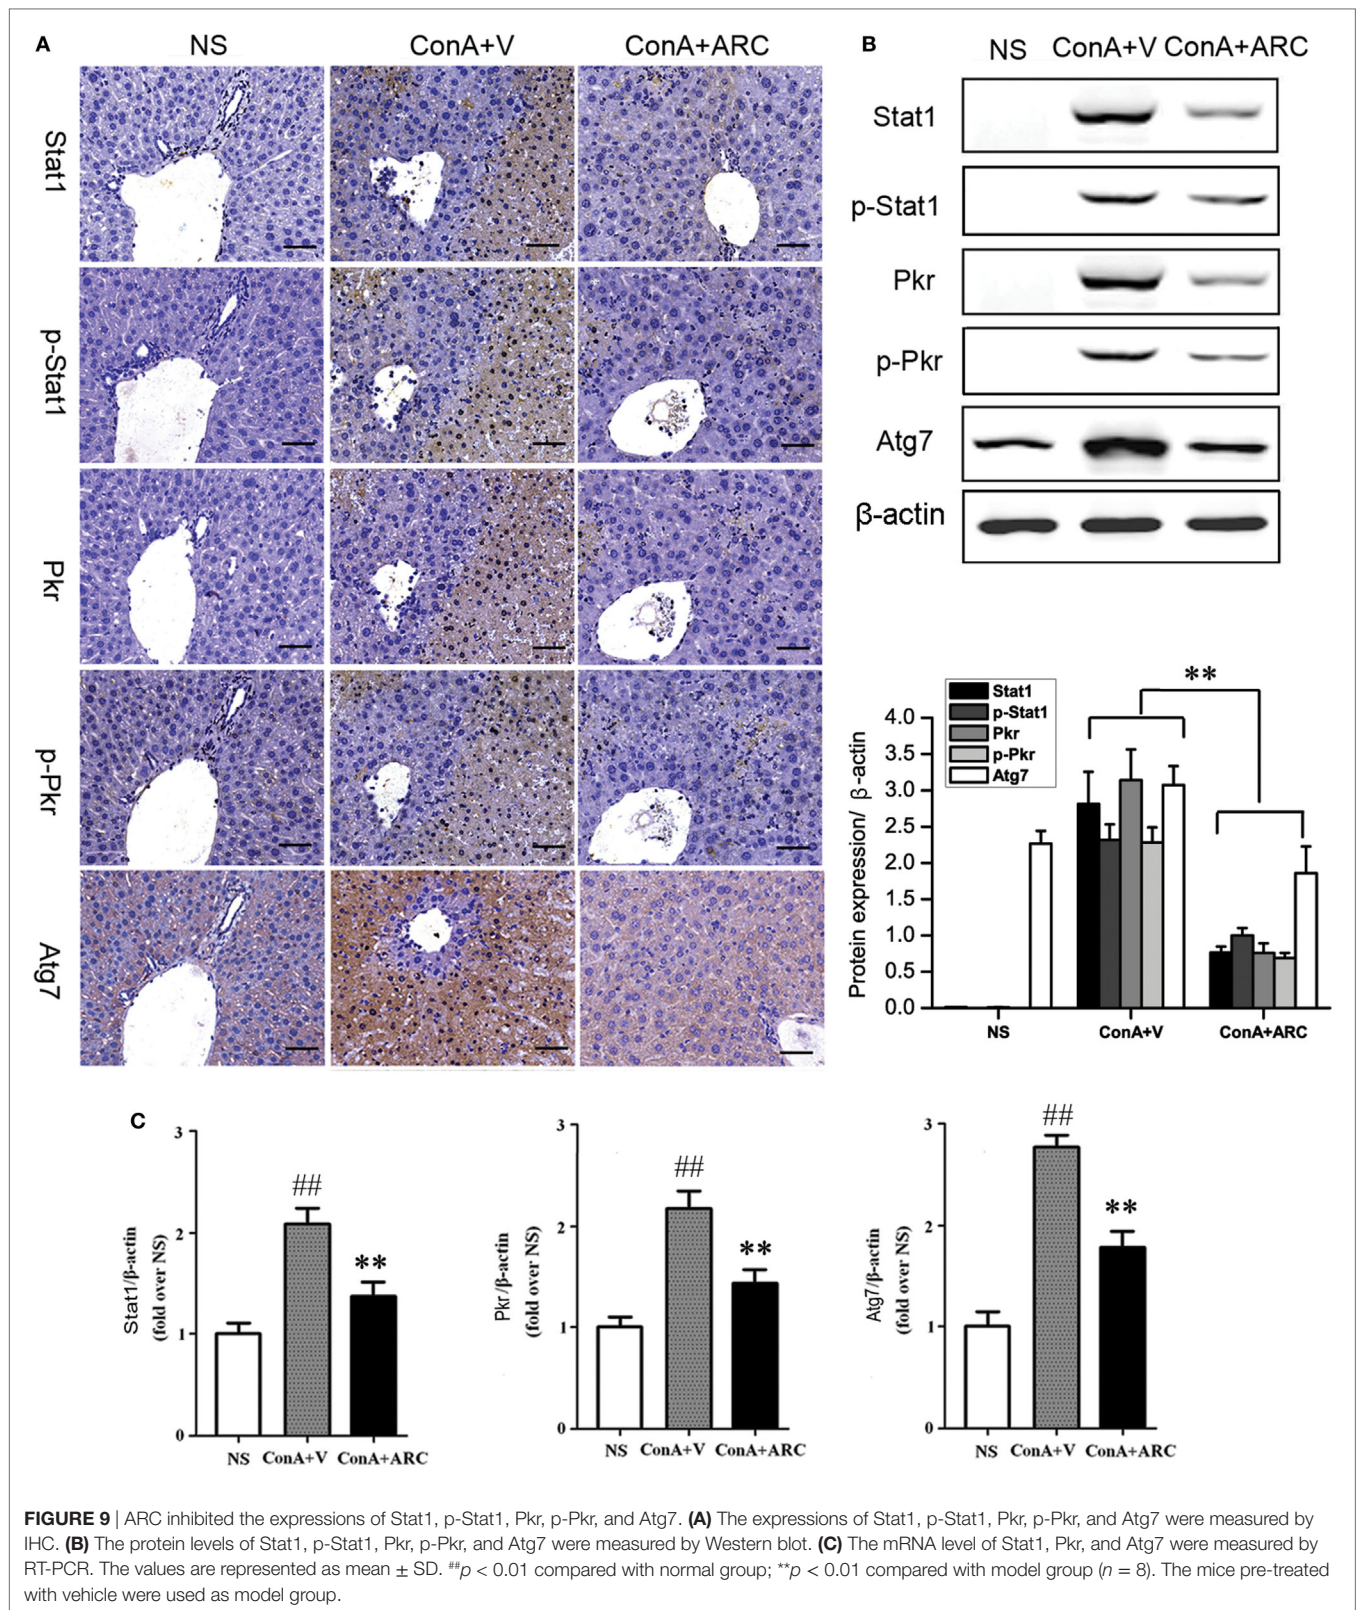 A
NS
ConA+V
ConA+ARC
Stat1
p-Stat1
Pkr
p-Pkr
Atg7
B
NS
ConA+V
ConA+ARC
Stat1
p-Stat1
Pkr
p-Pkr
Atg7
β-actin
**
Stat1
p-Stat1
Pkr
p-Pkr
Atg7
Protein expression/ β-actin
4.0
3.5
3.0
2.5
2.0
1.5
1.0
0.5
0.0
NS
ConA+V
ConA+ARC
C
Stat1/β-actin
(fold over NS)
3
2
1
0
##
**
NS
ConA+V
ConA+ARC
Pkr/β-actin
(fold over NS)
3
2
1
0
##
**
NS
ConA+V
ConA+ARC
Atg7/β-actin
(fold over NS)
3
2
1
0
##
**
NS
ConA+V
ConA+ARC
FIGURE 9 | ARC inhibited the expressions of Stat1, p-Stat1, Pkr, p-Pkr, and Atg7. (A) The expressions of Stat1, p-Stat1, Pkr, p-Pkr, and Atg7 were measured by
IHC. (B) The protein levels of Stat1, p-Stat1, Pkr, p-Pkr, and Atg7 were measured by Western blot. (C) The mRNA level of Stat1, Pkr, and Atg7 were measured by
RT-PCR. The values are represented as mean ± SD. ##p < 0.01 compared with normal group; **p < 0.01 compared with model group (n = 8). The mice pre-treated
with vehicle were used as model group.